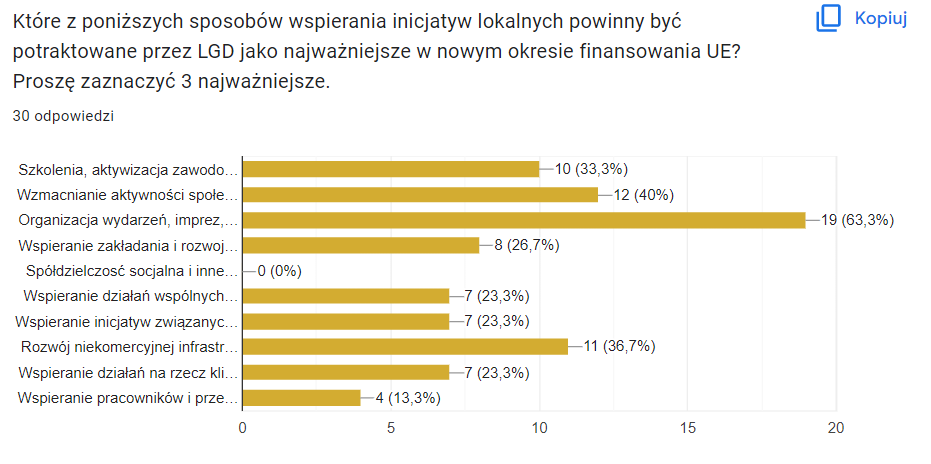 Które z poniższych sposobów wspierania inicjatyw lokalnych powinny być
potraktowane przez LGD jako najważniejsze w nowym okresie finansowania UE?
Proszę zaznaczyć 3 najważniejsze.
Kopiuj
30 odpowiedzi
Szkolenia, aktywizacja zawodo… 10 (33,3%)
Wzmacnianie aktywności społe… 12 (40%)
Organizacja wydarzeń, imprez,… 19 (63,3%)
Wspieranie zakładania i rozwoj… 8 (26,7%)
Spółdzielczosć socjalna i inne… 0 (0%)
Wspieranie działań wspólnych… 7 (23,3%)
Wspieranie inicjatyw związanyc… 7 (23,3%)
Rozwój niekomercyjnej infrastr… 11 (36,7%)
Wspieranie działań na rzecz kli… 7 (23,3%)
Wspieranie pracowników i prze… 4 (13,3%)
0 5 10 15 20